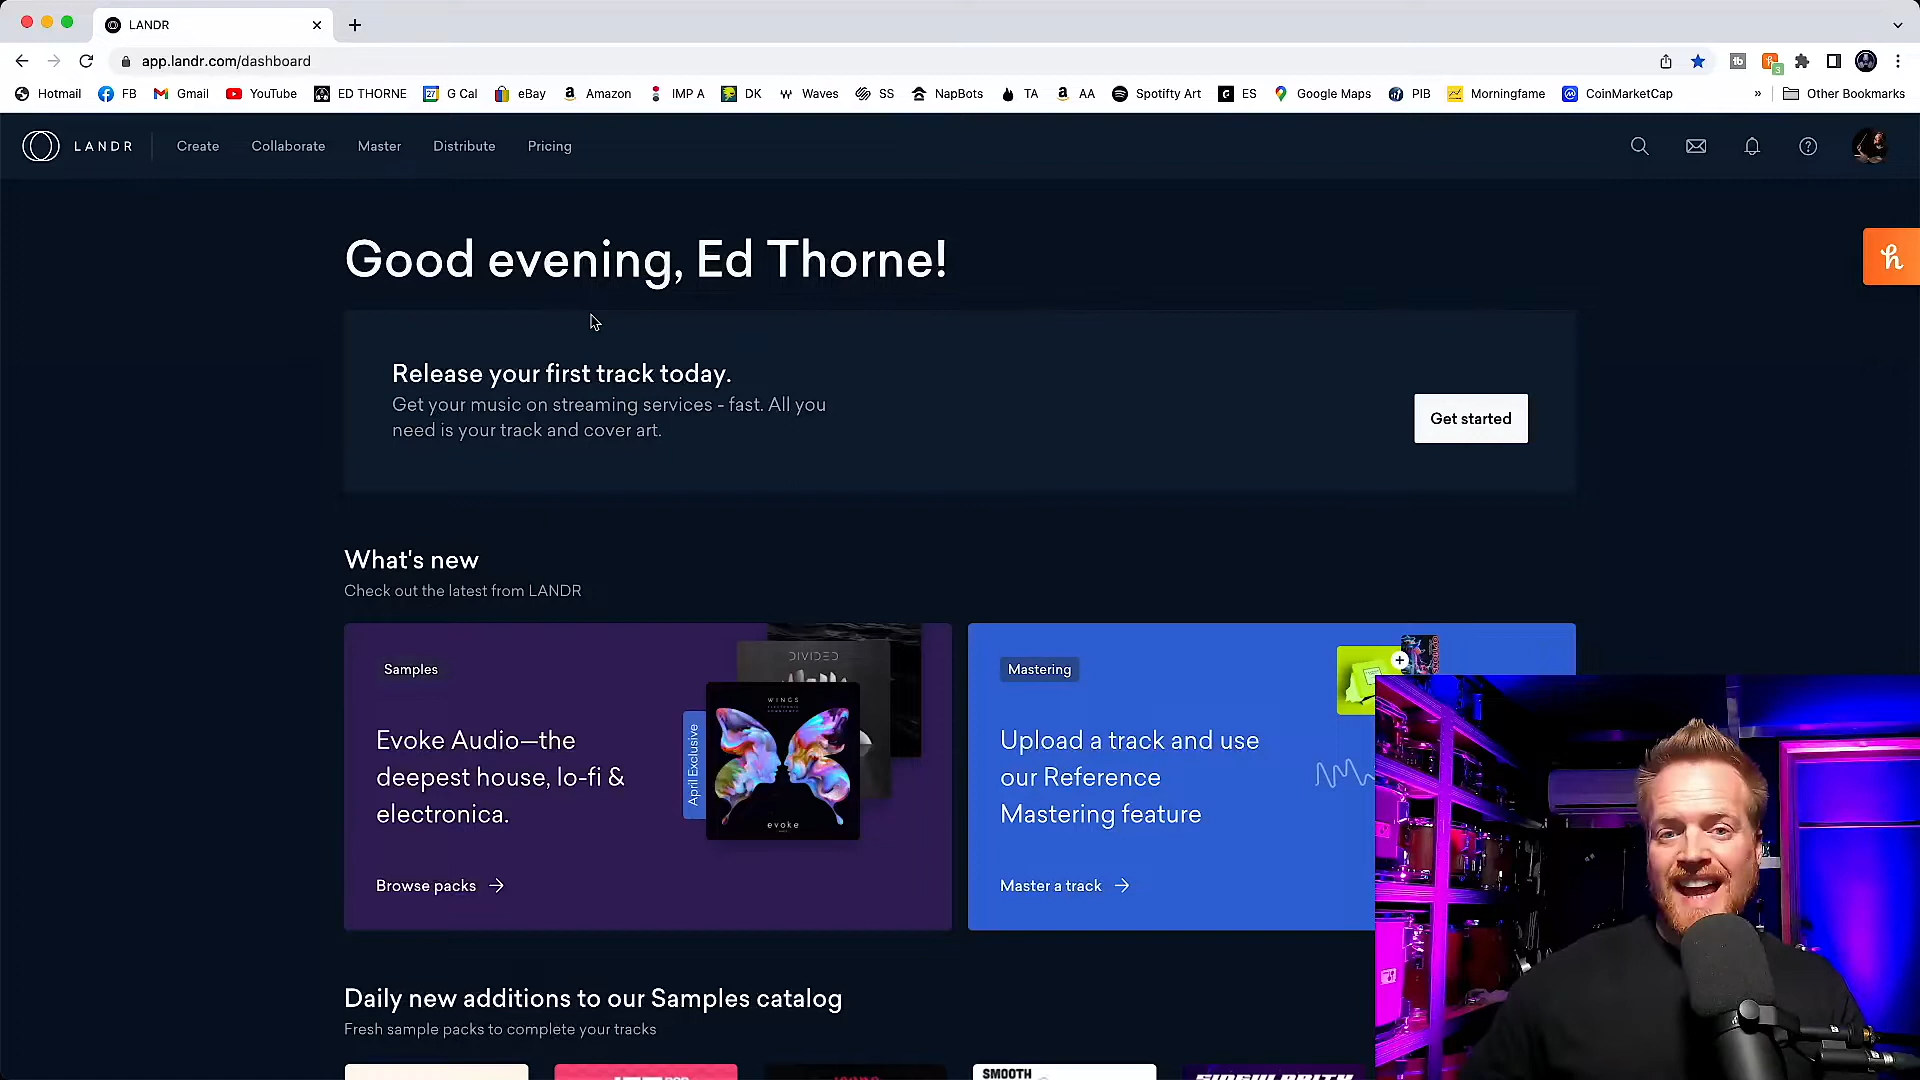 LANDR
app.landr.com/dashboard
Hotmail FB Gmail YouTube ED THORNE G Cal eBay Amazon IMP A DK Waves SS NapBots TA AA Spotifty Art ES Google Maps PIB Morningfame CoinMarketCap » Other Bookmarks
LANDR Create Collaborate Master Distribute Pricing
Good evening, Ed Thorne!
Release your first track today.
Get your music on streaming services - fast. All you
need is your track and cover art.
Get started
What's new
Check out the latest from LANDR
Samples
Evoke Audio—the
deepest house, lo-fi &
electronica.
Browse packs
April Exclusive
DIVIDED
WINGS
evoke
Mastering
Upload a track and use
our Reference
Mastering feature
Master a track
Daily new additions to our Samples catalog
Fresh sample packs to complete your tracks
SMOOTH